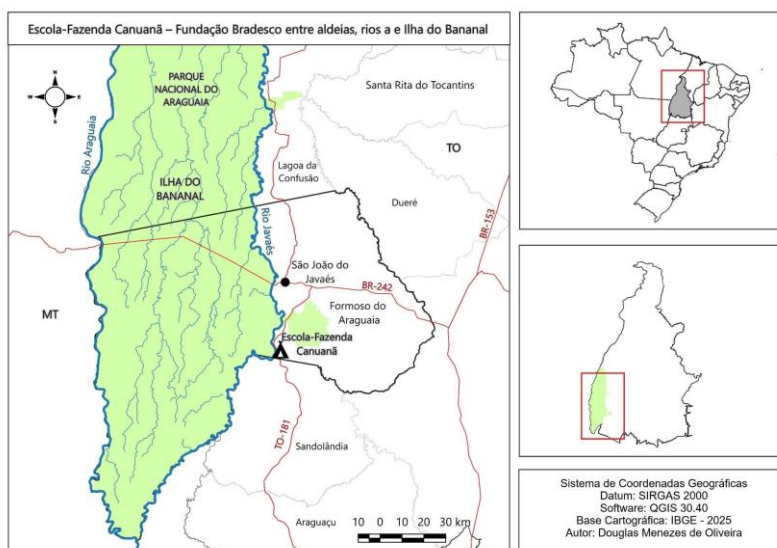 Escola-Fazenda Canuanã – Fundação Bradesco entre aldeias, rios a e Ilha do Bananal
PARQUE
NACIONAL DO
ARAGUAIA
Santa Rita do Tocantins
N
W
E
S
Rio Araguaia
TO
Lagoa da
Confusão
ILHA DO
BANANAL
Dueré
Rio Javaés
BR-153
São João do
Javaés
BR-242
MT
Formoso do
Araguaia
Escola-Fazenda
Canuanã
TO-181
Sandolândia
Araguaçu
10 0 10 20 30 km
Sistema de Coordenadas Geográficas
Datum: SIRGAS 2000
Software: QGIS 30.40
Base Cartográfica: IBGE - 2025
Autor: Douglas Menezes de Oliveira